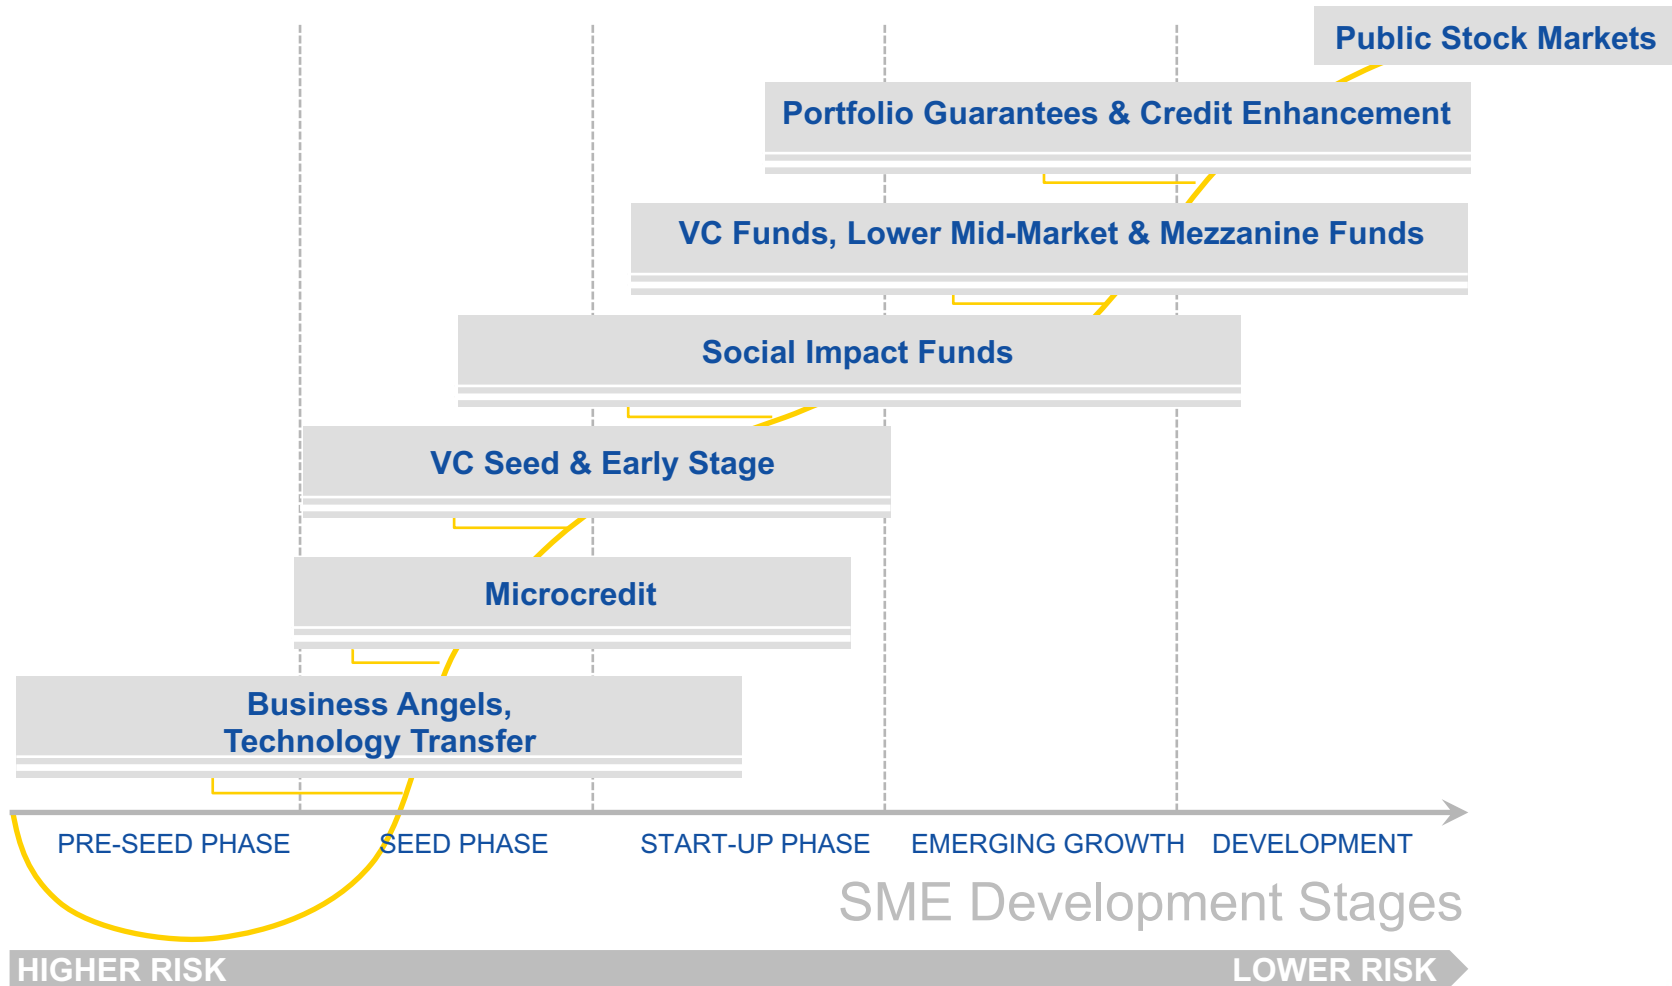 Public Stock Markets
Portfolio Guarantees & Credit Enhancement
VC Funds, Lower Mid-Market & Mezzanine Funds
Social Impact Funds
VC Seed & Early Stage
Microcredit
Business Angels,
Technology Transfer
PRE-SEED PHASE SEED PHASE START-UP PHASE EMERGING GROWTH DEVELOPMENT
SME Development Stages
HIGHER RISK LOWER RISK